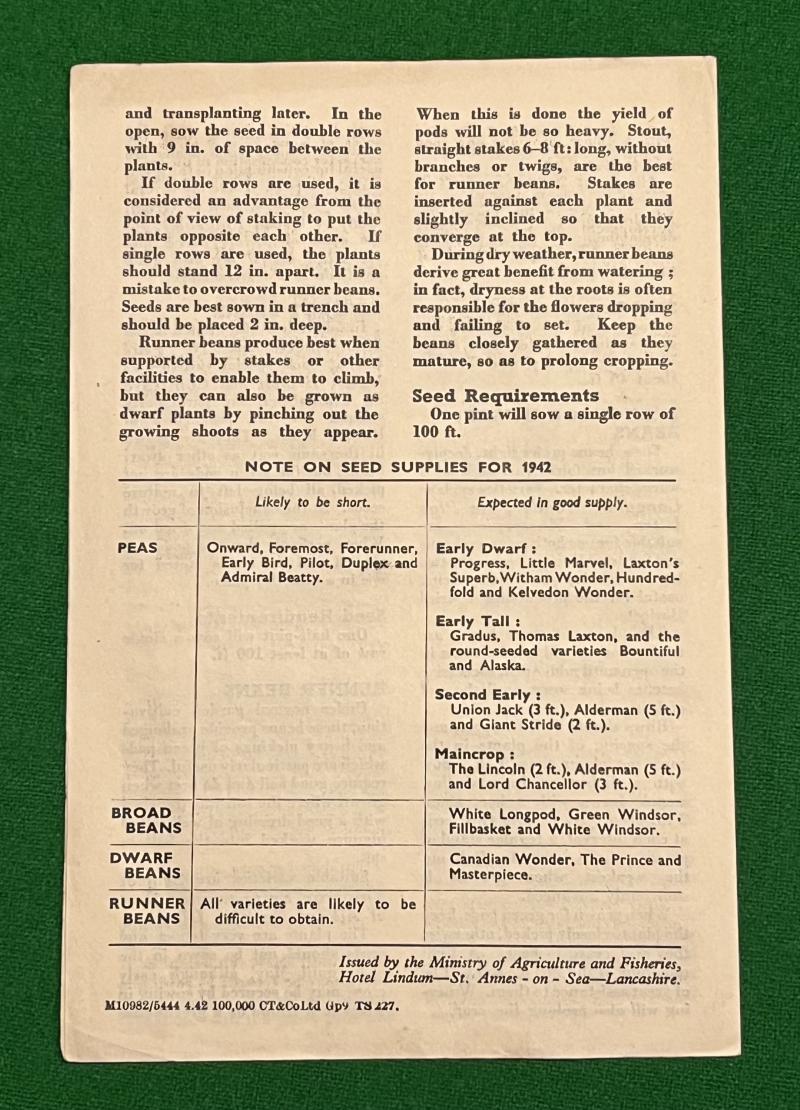 and transplanting later. In the
open, sow the seed in double rows
with 9 in. of space between the
plants.
If double rows are used, it is
considered an advantage from the
point of view of staking to put the
plants opposite each other. If
single rows are used, the plants
should stand 12 in. apart. It is a
mistake to overcrowd runner beans.
Seeds are best sown in a trench and
should be placed 2 in. deep.
Runner beans produce best when
supported by stakes or other
facilities to enable them to climb,
but they can also be grown as
dwarf plants by pinching out the
growing shoots as they appear.
When this is done the yield of
pods will not be so heavy. Stout,
straight stakes 6–8 ft: long, without
branches or twigs, are the best
for runner beans. Stakes are
inserted against each plant and
slightly inclined so that they
converge at the top.
During dry weather, runner beans
derive great benefit from watering ;
in fact, dryness at the roots is often
responsible for the flowers dropping
and failing to set. Keep the
beans closely gathered as they
mature, so as to prolong cropping.
Seed Requirements
One pint will sow a single row of
100 ft.
NOTE ON SEED SUPPLIES FOR 1942
Likely to be short.
Expected in good supply.
PEAS
Onward, Foremost, Forerunner,
Early Bird, Pilot, Duplex and
Admiral Beatty.
Early Dwarf :
Progress, Little Marvel, Laxton's
Superb, Witham Wonder, Hundred-
fold and Kelvedon Wonder.
Early Tall :
Gradus, Thomas Laxton, and the
round-seeded varieties Bountiful
and Alaska.
Second Early :
Union Jack (3 ft.), Alderman (5 ft.)
and Giant Stride (2 ft.).
Maincrop :
The Lincoln (2 ft.), Alderman (5 ft.)
and Lord Chancellor (3 ft.).
BROAD
BEANS
White Longpod, Green Windsor,
Fillbasket and White Windsor.
DWARF
BEANS
Canadian Wonder, The Prince and
Masterpiece.
RUNNER
BEANS
All varieties are likely to be
difficult to obtain.
Issued by the Ministry of Agriculture and Fisheries,
Hotel Lindum—St. Annes - on - Sea—Lancashire.
M10982/5444 4.42 100,000 CT&CoLtd Gp9 TS 227.